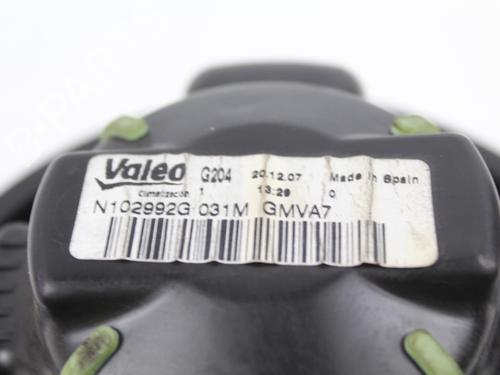 Valeo G204 20.12.07 Made in Spain
Climatización 1 13:29 0
N102992G 031M GMVA7